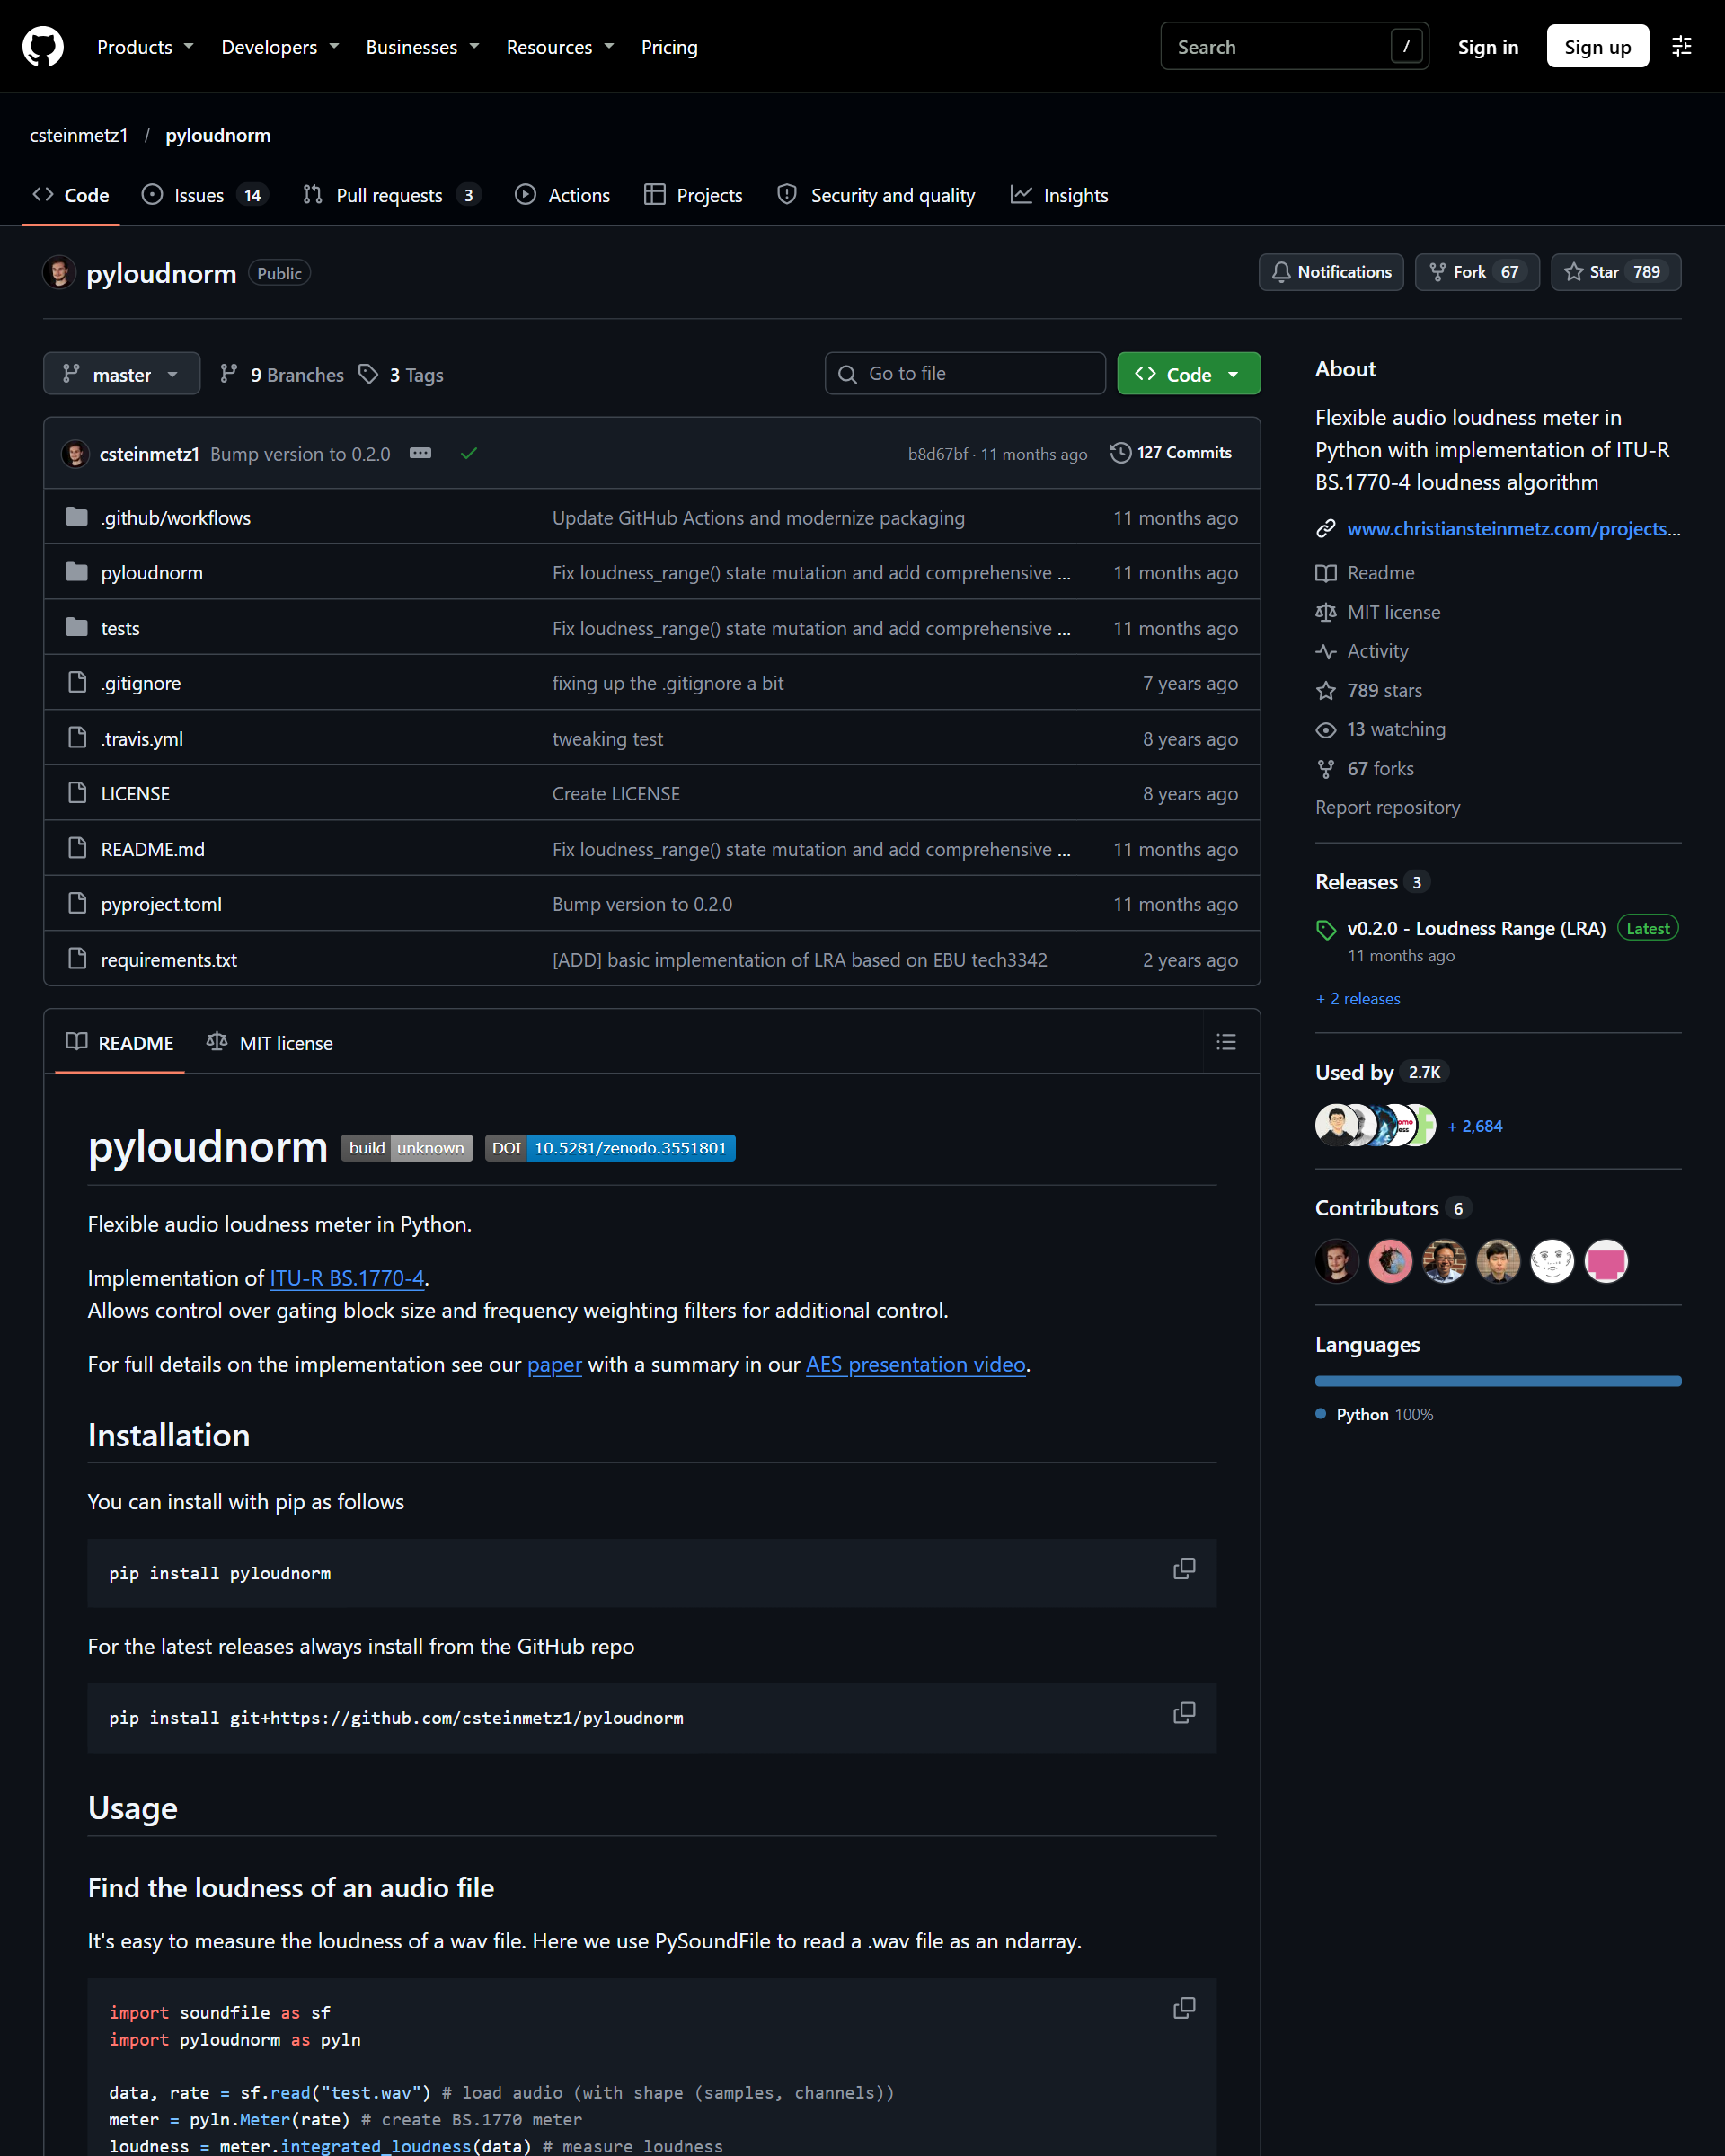 Products Developers Businesses Resources Pricing Search / Sign in Sign up
csteinmetz1 / pyloudnorm
Code Issues 14 Pull requests 3 Actions Projects Security and quality Insights
pyloudnorm Public Notifications Fork 67 Star 789
master 9 Branches 3 Tags Go to file Code
csteinmetz1 Bump version to 0.2.0 b8d67bf · 11 months ago 127 Commits
.github/workflows Update GitHub Actions and modernize packaging 11 months ago
pyloudnorm Fix loudness_range() state mutation and add comprehensive ... 11 months ago
tests Fix loudness_range() state mutation and add comprehensive ... 11 months ago
.gitignore fixing up the .gitignore a bit 7 years ago
.travis.yml tweaking test 8 years ago
LICENSE Create LICENSE 8 years ago
README.md Fix loudness_range() state mutation and add comprehensive ... 11 months ago
pyproject.toml Bump version to 0.2.0 11 months ago
requirements.txt [ADD] basic implementation of LRA based on EBU tech3342 2 years ago
README MIT license
pyloudnorm build unknown DOI 10.5281/zenodo.3551801
Flexible audio loudness meter in Python.
Implementation of ITU-R BS.1770-4.
Allows control over gating block size and frequency weighting filters for additional control.
For full details on the implementation see our paper with a summary in our AES presentation video.
Installation
You can install with pip as follows
pip install pyloudnorm
For the latest releases always install from the GitHub repo
pip install git+https://github.com/csteinmetz1/pyloudnorm
Usage
Find the loudness of an audio file
It's easy to measure the loudness of a wav file. Here we use PySoundFile to read a .wav file as an ndarray.
import soundfile as sf
import pyloudnorm as pyln
data, rate = sf.read("test.wav") # load audio (with shape (samples, channels))
meter = pyln.Meter(rate) # create BS.1770 meter
loudness = meter.integrated_loudness(data) # measure loudness
About
Flexible audio loudness meter in
Python with implementation of ITU-R
BS.1770-4 loudness algorithm
www.christiansteinmetz.com/projects...
Readme
MIT license
Activity
789 stars
13 watching
67 forks
Report repository
Releases 3
v0.2.0 - Loudness Range (LRA) Latest
11 months ago
+ 2 releases
Used by 2.7K
+ 2,684
Contributors 6
Languages
Python 100%